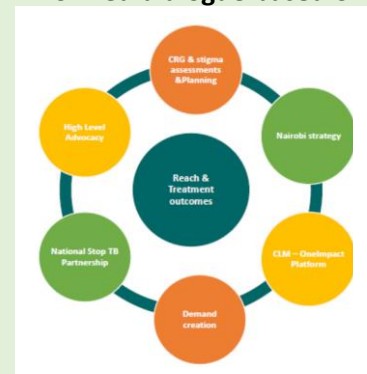 CRG & stigma
assessments
&Planning
High Level
Advocacy
Nairobi strategy
Reach &
Treatment
outcomes
National Stop TB
Partnership
CLM – OneImpact
Platform
Demand
creation